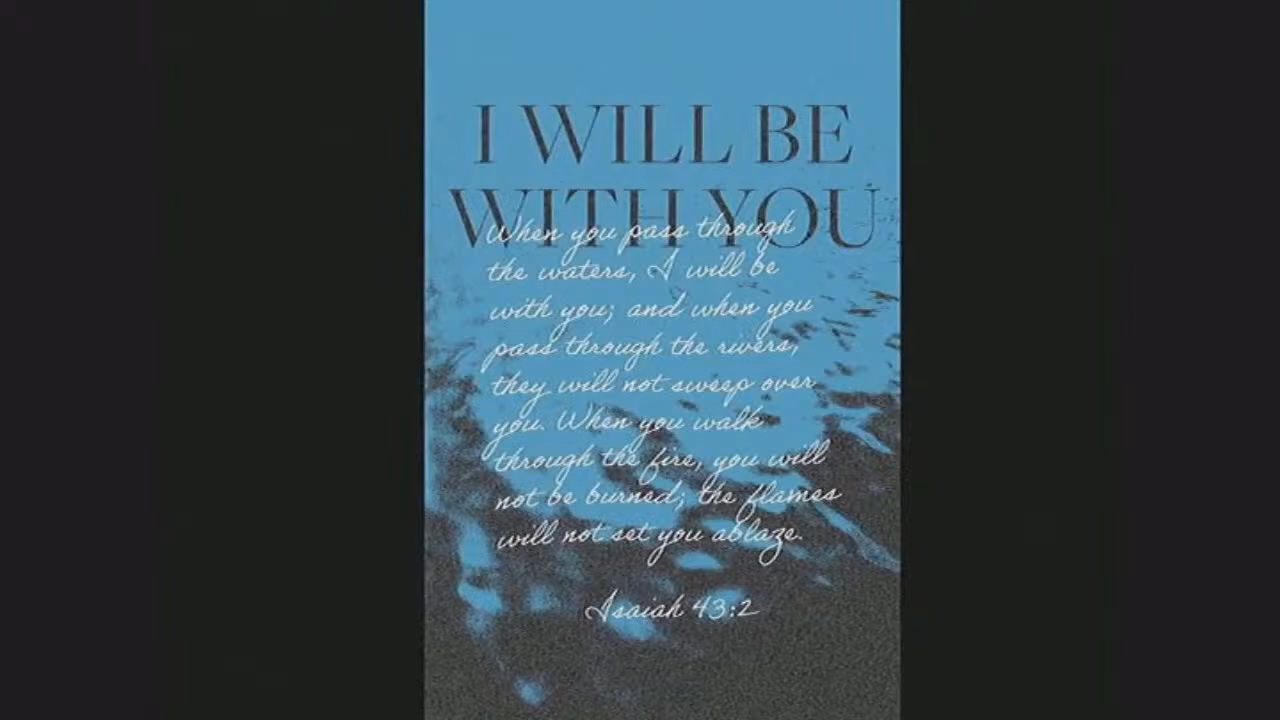 I WILL BE
WITH YOU
When you pass through
the waters, I will be
with you; and when you
pass through the rivers,
they will not sweep over
you. When you walk
through the fire, you will
not be burned; the flames
will not set you ablaze.
Isaiah 43:2